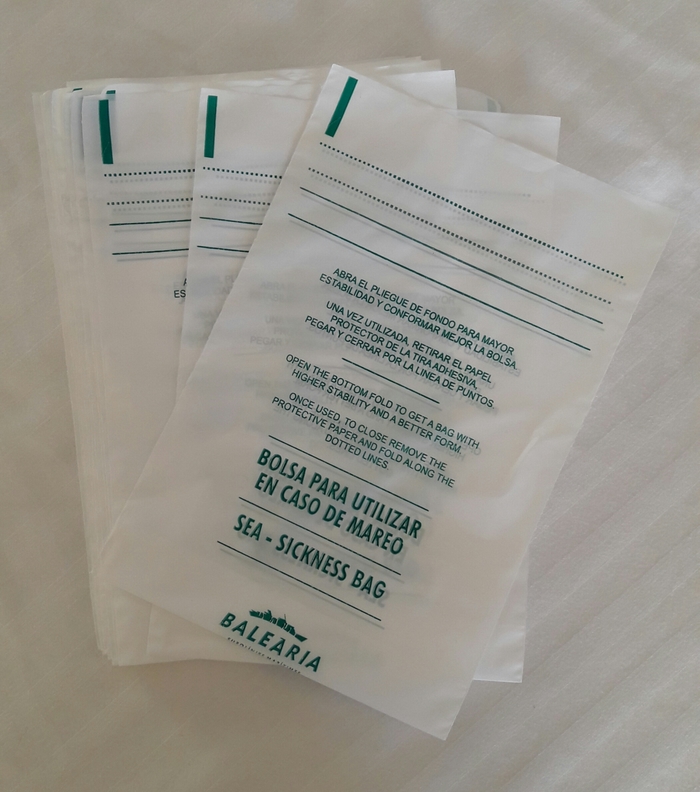 ABRA EL PLIEGUE DE FONDO PARA MAYOR
ESTABILIDAD Y CONFORMAR MEJOR LA BOLSA.
UNA VEZ UTILIZADA, RETIRAR EL PAPEL
PROTECTOR DE LA TIRA ADHESIVA,
PEGAR Y CERRAR POR LA LINEA DE PUNTOS.
OPEN THE BOTTOM FOLD TO GET A BAG WITH
HIGHER STABILITY AND A BETTER FORM.
ONCE USED, TO CLOSE REMOVE THE
PROTECTIVE PAPER AND FOLD ALONG THE
DOTTED LINES.
BOLSA PARA UTILIZAR
EN CASO DE MAREO
SEA - SICKNESS BAG
BALEÀRIA
A
ES